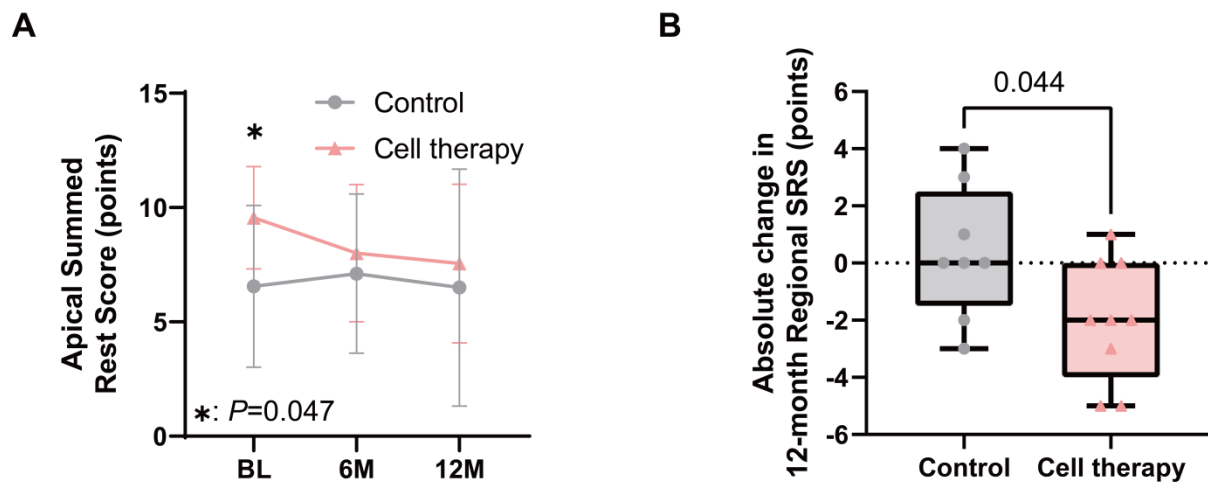 A
Apical Summed
Rest Score (points)
15
10
5
0
Control
Cell therapy
*
*: P=0.047
BL 6M 12M
B
Absolute change in
12-month Regional SRS (points)
0.044
6
4
2
0
-2
-4
-6
Control Cell therapy